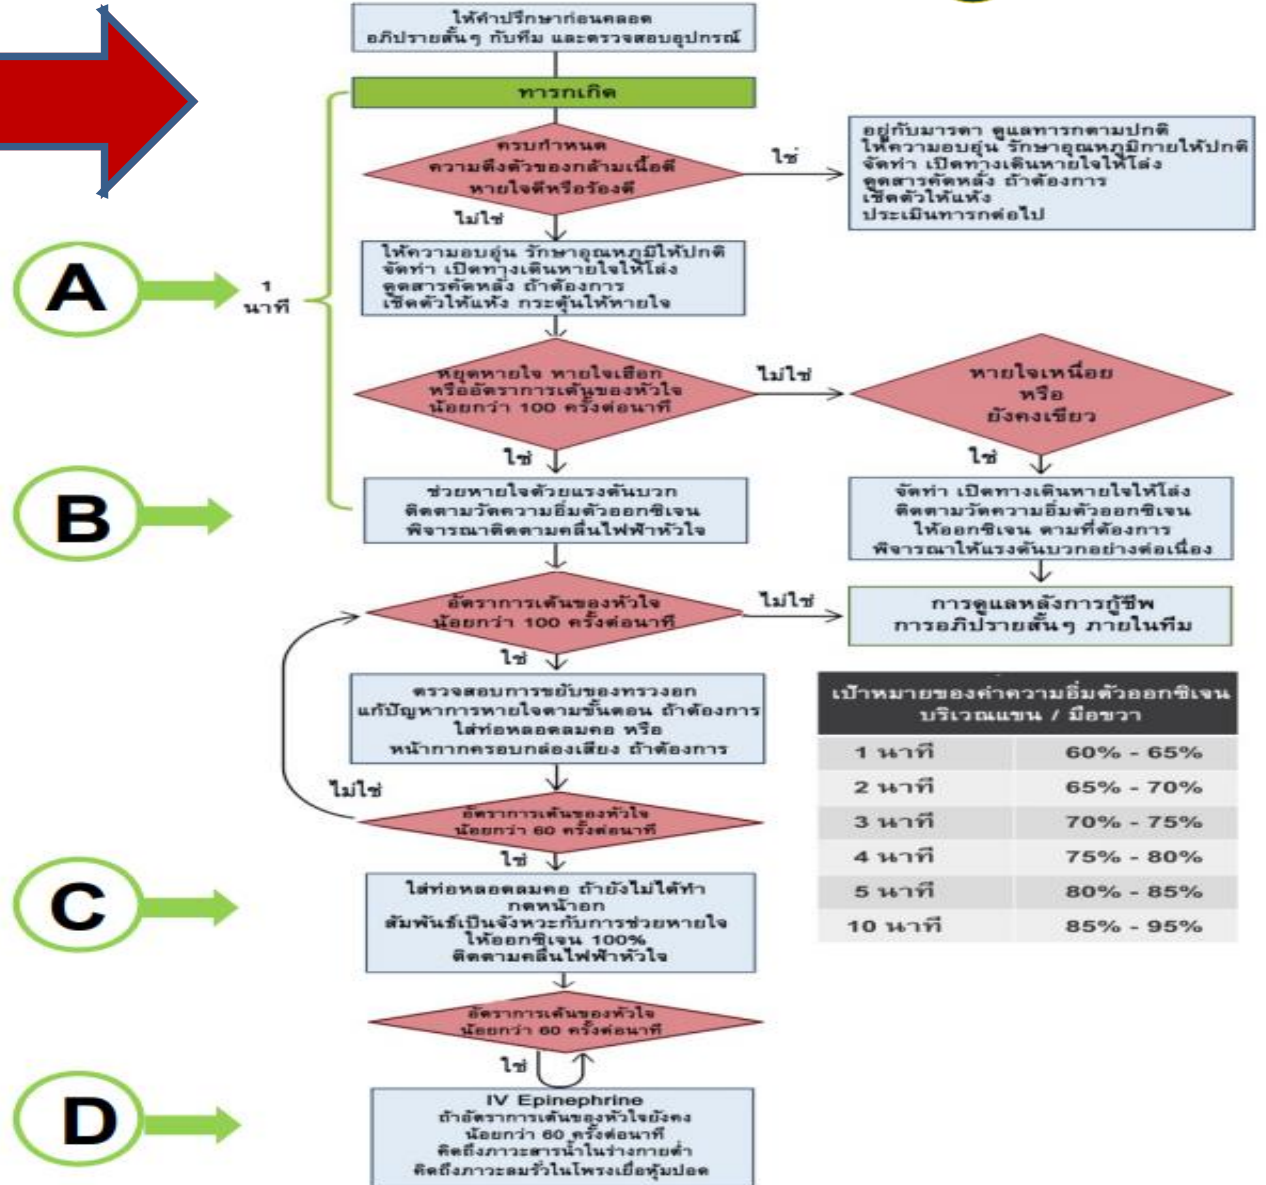 ให้คำปรึกษาก่อนคลอด
อภิปรายสั้นๆ กับทีม และตรวจสอบอุปกรณ์
ทารกเกิด
ครบกำหนด
ความตึงตัวของกล้ามเนื้อดี
หายใจดีหรือร้องดี
ใช่
อยู่กับมารดา ดูแลทารกตามปกติ
ให้ความอบอุ่น รักษาอุณหภูมิกายให้ปกติ
จัดท่า เปิดทางเดินหายใจให้โล่ง
ดูดสารคัดหลั่ง ถ้าต้องการ
เช็ดตัวให้แห้ง
ประเมินทารกต่อไป
ไม่ใช่
A
1
นาที
ให้ความอบอุ่น รักษาอุณหภูมิให้ปกติ
จัดท่า เปิดทางเดินหายใจให้โล่ง
ดูดสารคัดหลั่ง ถ้าต้องการ
เช็ดตัวให้แห้ง กระตุ้นให้หายใจ
หยุดหายใจ หายใจเฮือก
หรืออัตราการเต้นของหัวใจ
น้อยกว่า 100 ครั้งต่อนาที
ไม่ใช่
หายใจเหนื่อย
หรือ
ยังคงเขียว
ใช่
ใช่
B
ช่วยหายใจด้วยแรงดันบวก
ติดตามวัดความอิ่มตัวออกซิเจน
พิจารณาติดตามคลื่นไฟฟ้าหัวใจ
จัดท่า เปิดทางเดินหายใจให้โล่ง
ติดตามวัดความอิ่มตัวออกซิเจน
ให้ออกซิเจน ตามที่ต้องการ
พิจารณาให้แรงดันบวกอย่างต่อเนื่อง
อัตราการเต้นของหัวใจ
น้อยกว่า 100 ครั้งต่อนาที
ไม่ใช่
การดูแลหลังการกู้ชีพ
การอภิปรายสั้นๆ ภายในทีม
ใช่
ตรวจสอบการขยับของทรวงอก
แก้ปัญหาการหายใจตามขั้นตอน ถ้าต้องการ
ใส่ท่อหลอดลมคอ หรือ
หน้ากากครอบกล่องเสียง ถ้าต้องการ
ไม่ใช่
อัตราการเต้นของหัวใจ
น้อยกว่า 60 ครั้งต่อนาที
ใช่
C
ใส่ท่อหลอดลมคอ ถ้ายังไม่ได้ทำ
กดหน้าอก
สัมพันธ์เป็นจังหวะกับการช่วยหายใจ
ให้ออกซิเจน 100%
ติดตามคลื่นไฟฟ้าหัวใจ
อัตราการเต้นของหัวใจ
น้อยกว่า 60 ครั้งต่อนาที
ใช่
D
IV Epinephrine
ถ้าอัตราการเต้นของหัวใจยังคง
น้อยกว่า 60 ครั้งต่อนาที
คิดถึงภาวะสารน้ำในร่างกายต่ำ
คิดถึงภาวะลมรั่วในโพรงเยื่อหุ้มปอด
เป้าหมายของค่าความอิ่มตัวออกซิเจน
บริเวณแขน / มือขวา
1 นาที 60% - 65%
2 นาที 65% - 70%
3 นาที 70% - 75%
4 นาที 75% - 80%
5 นาที 80% - 85%
10 นาที 85% - 95%